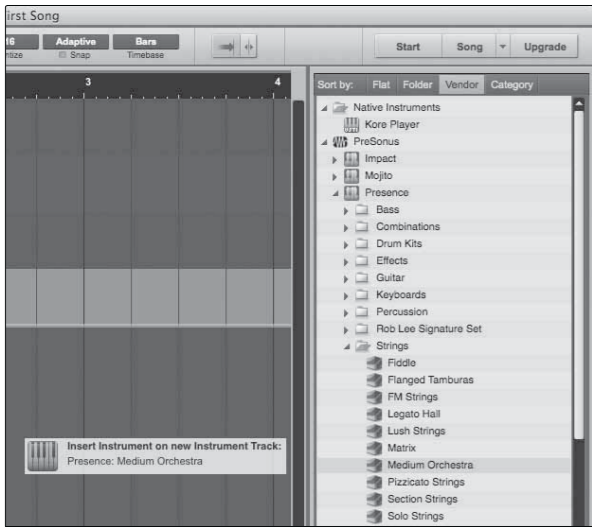 First Song
16 Adaptive Bars
ntize Snap Timebase
Start Song Upgrade
3 4
Sort by: Flat Folder Vendor Category
Native Instruments
Kore Player
PreSonus
Impact
Mojito
Presence
Bass
Combinations
Drum Kits
Effects
Guitar
Keyboards
Percussion
Rob Lee Signature Set
Strings
Fiddle
Flanged Tamburas
FM Strings
Legato Hall
Lush Strings
Matrix
Medium Orchestra
Pizzicato Strings
Section Strings
Solo Strings
Insert Instrument on new Instrument Track:
Presence: Medium Orchestra